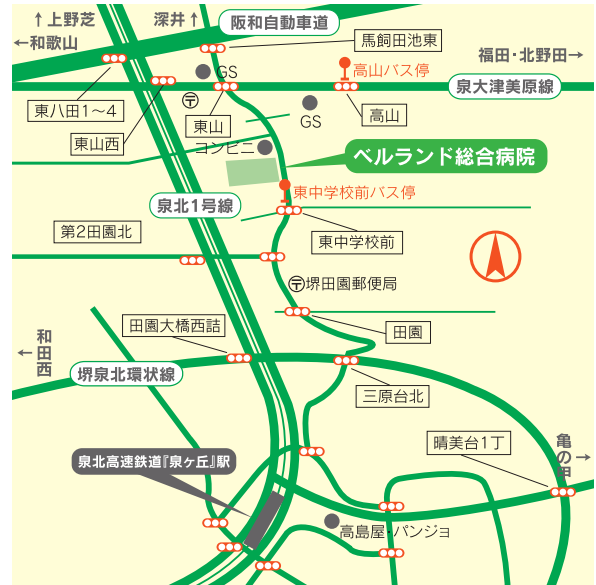 ↑上野芝
深井↑
阪和自動車道
←和歌山
馬飼田池東
福田・北野田→
GS
高山バス停
泉大津美原線
東八田1〜4
〒
東山
GS
高山
東山西
コンビニ
ベルランド総合病院
東中学校前バス停
泉北1号線
第2田園北
東中学校前
〒堺田園郵便局
田園大橋西詰
田園
←和田西
堺泉北環状線
三原台北
亀の甲→
晴美台1丁
泉北高速鉄道『泉ヶ丘』駅
高島屋・パンジョ